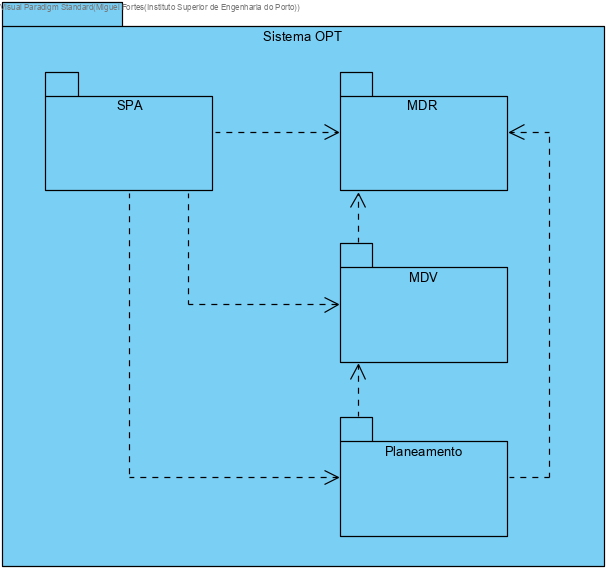 Visual Paradigm Standard(Miguel Fortes(Instituto Superior de Engenharia do Porto))
Sistema OPT
SPA
MDR
MDV
Planeamento